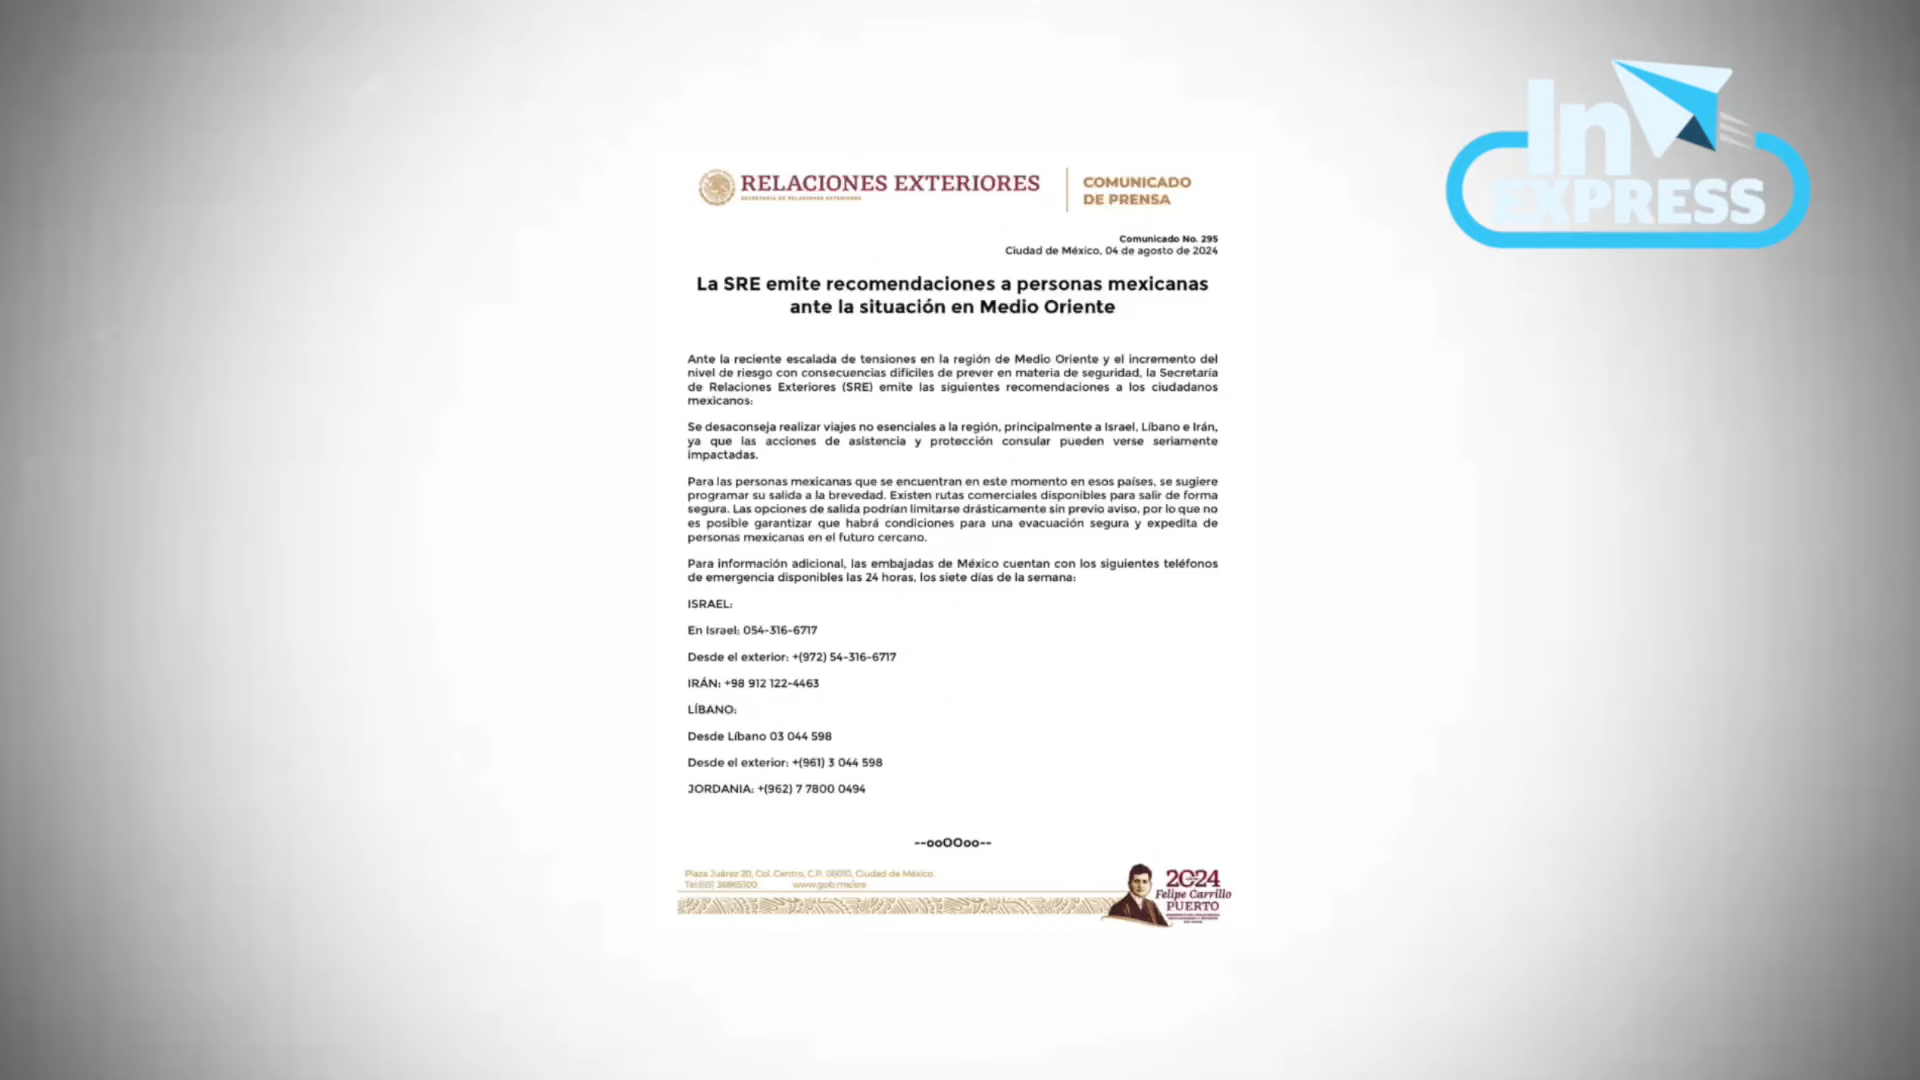 In
EXPRESS
RELACIONES EXTERIORES
SECRETARÍA DE RELACIONES EXTERIORES
COMUNICADO
DE PRENSA
Comunicado No. 295
Ciudad de México, 04 de agosto de 2024
La SRE emite recomendaciones a personas mexicanas
ante la situación en Medio Oriente
Ante la reciente escalada de tensiones en la región de Medio Oriente y el incremento del
nivel de riesgo con consecuencias difíciles de prever en materia de seguridad, la Secretaría
de Relaciones Exteriores (SRE) emite las siguientes recomendaciones a los ciudadanos
mexicanos:
Se desaconseja realizar viajes no esenciales a la región, principalmente a Israel, Líbano e Irán,
ya que las acciones de asistencia y protección consular pueden verse seriamente
impactadas.
Para las personas mexicanas que se encuentran en este momento en esos países, se sugiere
programar su salida a la brevedad. Existen rutas comerciales disponibles para salir de forma
segura. Las opciones de salida podrían limitarse drásticamente sin previo aviso, por lo que no
es posible garantizar que habrá condiciones para una evacuación segura y expedita de
personas mexicanas en el futuro cercano.
Para información adicional, las embajadas de México cuentan con los siguientes teléfonos
de emergencia disponibles las 24 horas, los siete días de la semana:
ISRAEL:
En Israel: 054-316-6717
Desde el exterior: +(972) 54-316-6717
IRÁN: +98 912 122-4463
LÍBANO:
Desde Líbano 03 044 598
Desde el exterior: +(961) 3 044 598
JORDANIA: +(962) 7 7800 0494
--ooOOoo--
Plaza Juárez 20, Col. Centro, C.P. 06010, Ciudad de México.
Tel:(55) 36865100 www.gob.mx/sre
2024
Felipe Carrillo
PUERTO